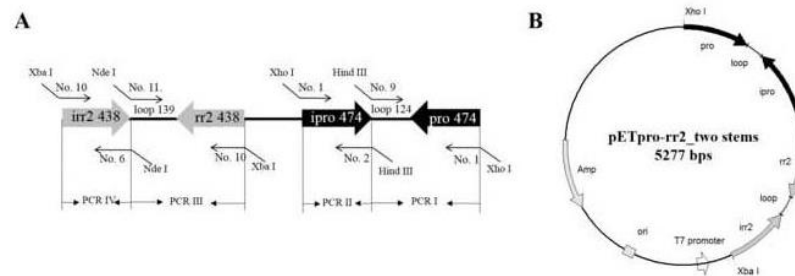 A
Xba I
No. 10
Nde I
No. 11.
Xho I
No. 1
Hind III
No. 9
loop 139
loop 124
irr2 438
rr2 438
ipro 474
pro 474
No. 6
Nde I
No. 10
Xba I
No. 2
Hind III
No. 1
Xho I
PCR IV
PCR III
PCR II
PCR I
B
Xho I
pro
loop
ipro
pETpro-rr2_two stems
5277 bps
rr2
loop
irr2
Amp
ori
T7 promoter
Xba I